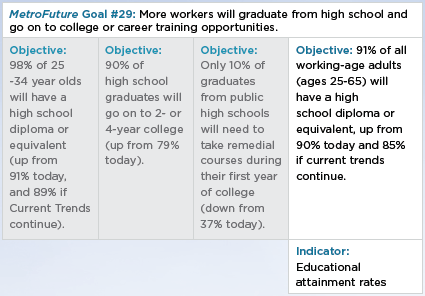 MetroFuture Goal #29: More workers will graduate from high school and
go on to college or career training opportunities.
Objective:
98% of 25
-34 year olds
will have a
high school
diploma or
equivalent
(up from
91% today,
and 89% if
Current Trends
continue).
Objective:
90% of
high school
graduates will
go on to 2- or
4-year college
(up from 79%
today).
Objective:
Only 10% of
graduates
from public
high schools
will need to
take remedial
courses during
their first year
of college
(down from
37% today).
Objective: 91% of all
working-age adults
(ages 25-65) will
have a high
school diploma or
equivalent, up from
90% today and 85%
if current trends
continue.
Indicator:
Educational
attainment rates